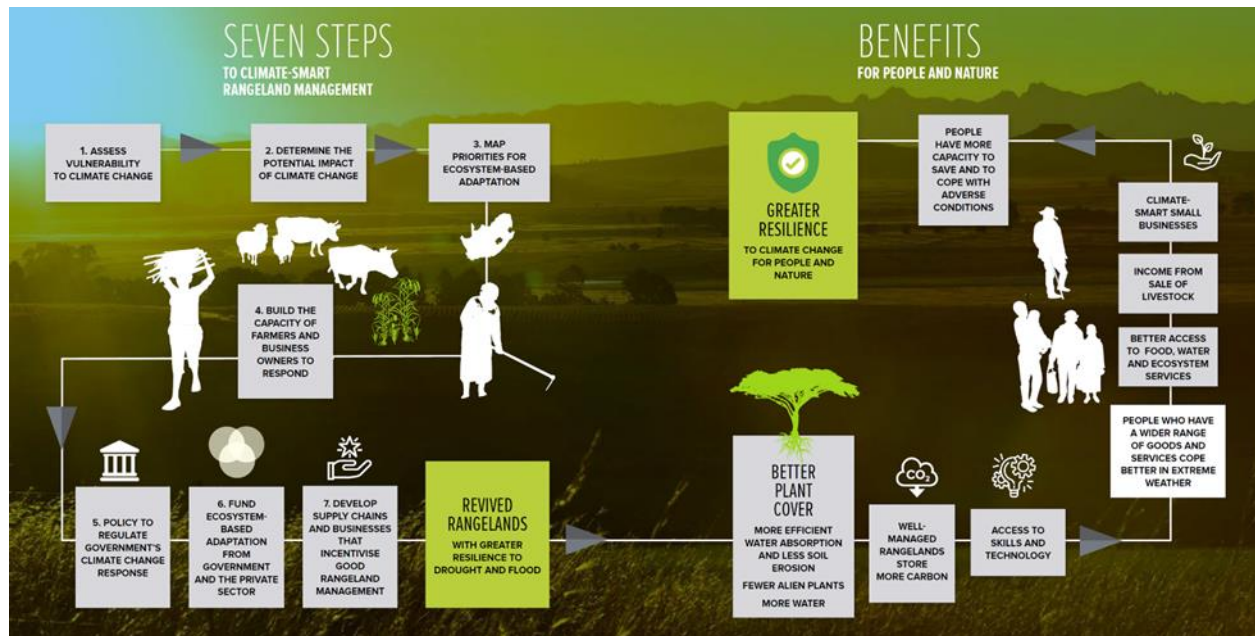 SEVEN STEPS
TO CLIMATE-SMART
RANGELAND MANAGEMENT
1. ASSESS
VULNERABILITY
TO CLIMATE CHANGE
2. DETERMINE THE
POTENTIAL IMPACT
OF CLIMATE CHANGE
3. MAP
PRIORITIES FOR
ECOSYSTEM-BASED
ADAPTATION
4. BUILD THE
CAPACITY OF
FARMERS AND
BUSINESS
OWNERS TO
RESPOND
5. POLICY TO
REGULATE
GOVERNMENT'S
CLIMATE CHANGE
RESPONSE
6. FUND
ECOSYSTEM-
BASED
ADAPTATION
FROM
GOVERNMENT
AND THE PRIVATE
SECTOR
7. DEVELOP
SUPPLY CHAINS
AND BUSINESSES
THAT
INCENTIVISE
GOOD
RANGELAND
MANAGEMENT
REVIVED
RANGELANDS
WITH GREATER
RESILIENCE TO
DROUGHT AND FLOOD
BENEFITS
FOR PEOPLE AND NATURE
BETTER
PLANT
COVER
MORE EFFICIENT
WATER ABSORPTION
AND LESS SOIL
EROSION
FEWER ALIEN PLANTS
MORE WATER
CO2
WELL-
MANAGED
RANGELANDS
STORE
MORE CARBON
ACCESS TO
SKILLS AND
TECHNOLOGY
PEOPLE WHO HAVE
A WIDER RANGE
OF GOODS AND
SERVICES COPE
BETTER IN EXTREME
WEATHER
BETTER ACCESS
TO FOOD, WATER
AND ECOSYSTEM
SERVICES
INCOME FROM
SALE OF
LIVESTOCK
CLIMATE-
SMART SMALL
BUSINESSES
PEOPLE
HAVE MORE
CAPACITY TO
SAVE AND TO
COPE WITH
ADVERSE
CONDITIONS
GREATER
RESILIENCE
TO CLIMATE CHANGE
FOR PEOPLE AND
NATURE